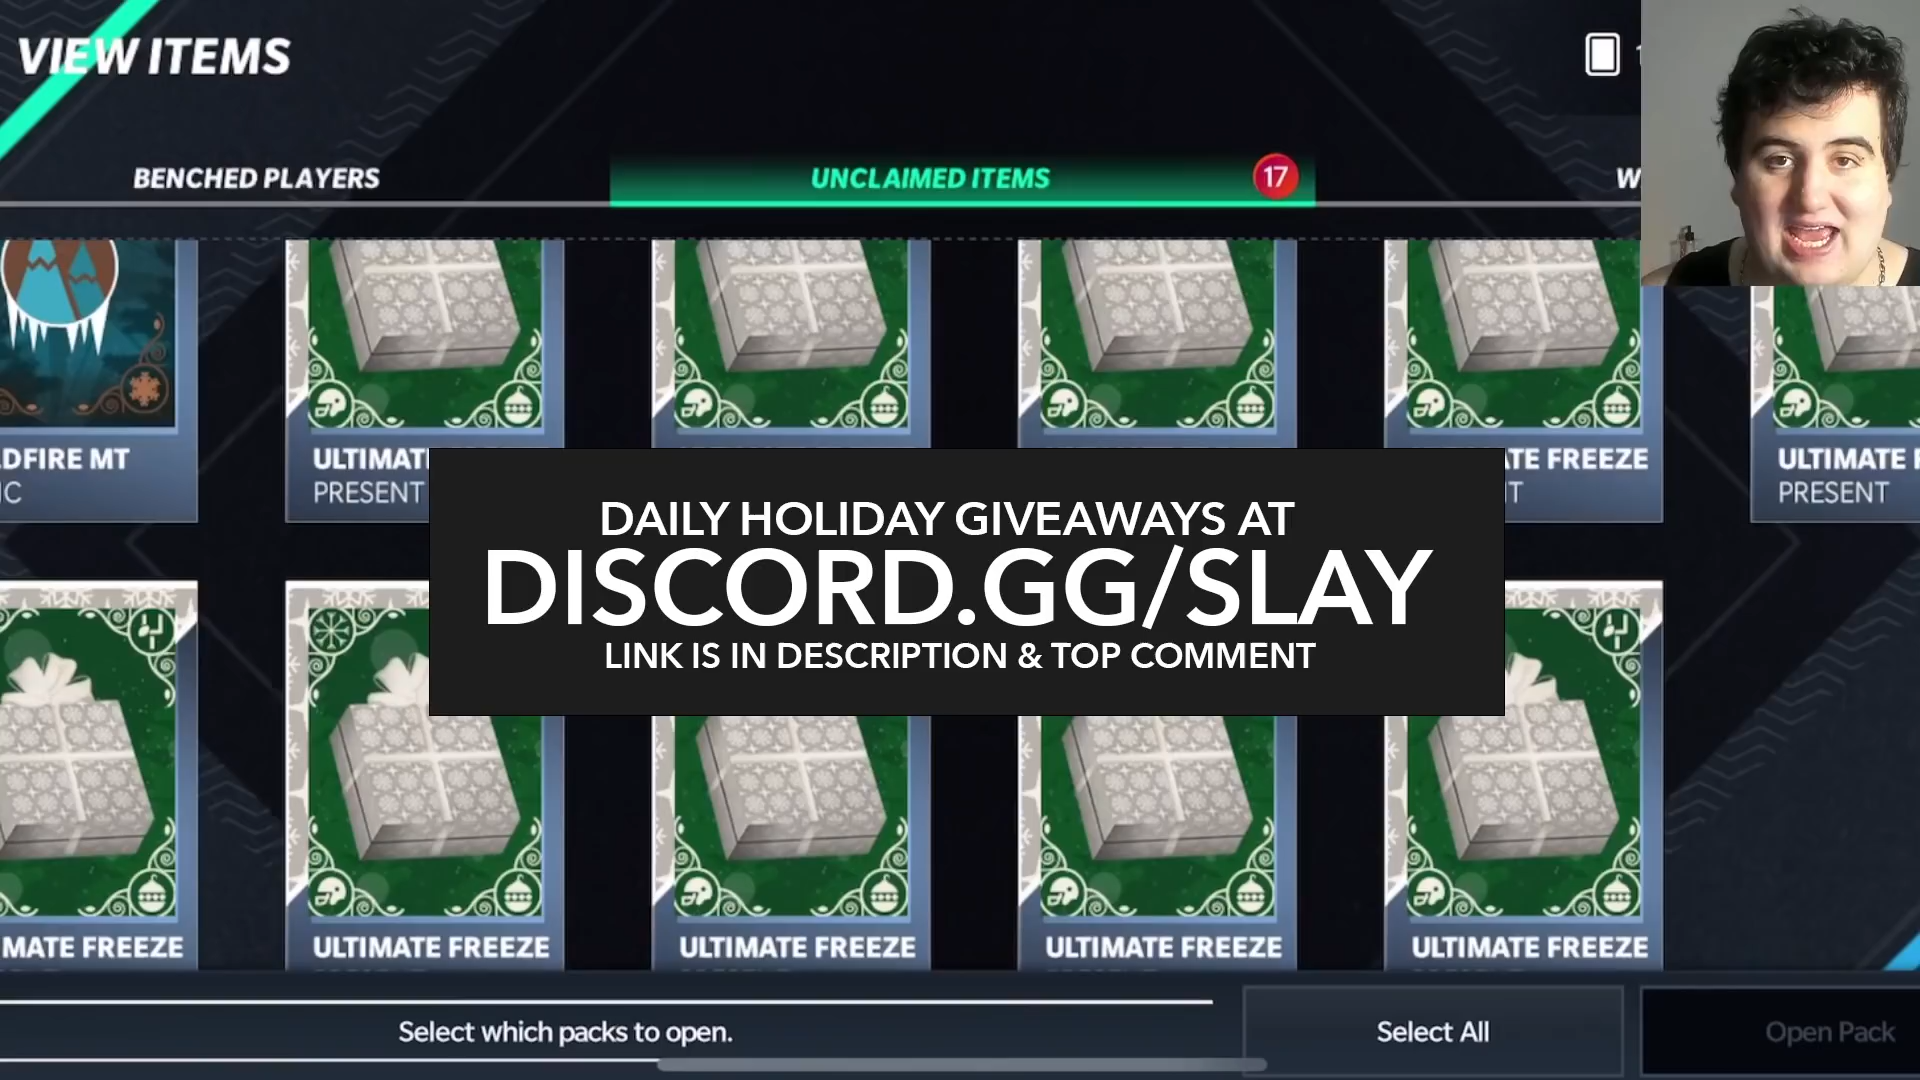 VIEW ITEMS
BENCHED PLAYERS
UNCLAIMED ITEMS
17
W
DFIRE MT
IC
ULTIMAT
PRESENT
TE FREEZE
T
ULTIMATE F
PRESENT
DAILY HOLIDAY GIVEAWAYS AT
DISCORD.GG/SLAY
LINK IS IN DESCRIPTION & TOP COMMENT
MATE FREEZE
ULTIMATE FREEZE
ULTIMATE FREEZE
ULTIMATE FREEZE
ULTIMATE FREEZE
Select which packs to open.
Select All
Open Pack